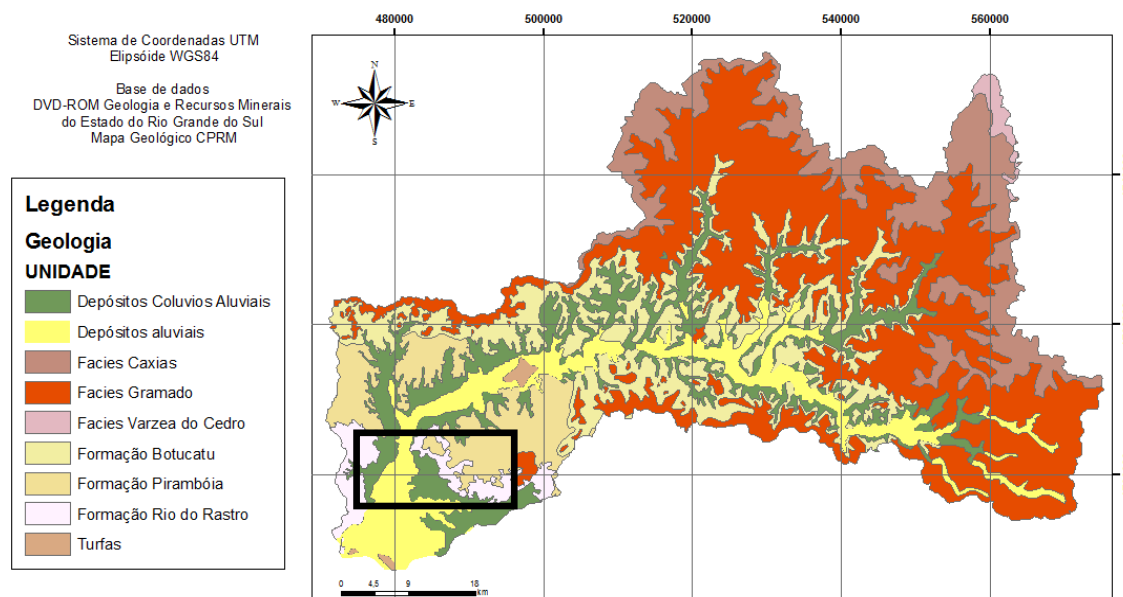 480000 500000 520000 540000 560000
Sistema de Coordenadas UTM
Elipsóide WGS84
Base de dados
DVD-ROM Geologia e Recursos Minerais
do Estado do Rio Grande do Sul
Mapa Geológico CPRM
N
W E
S
Legenda
Geologia
UNIDADE
Depósitos Coluvios Aluviais
Depósitos aluviais
Facies Caxias
Facies Gramado
Facies Varzea do Cedro
Formação Botucatu
Formação Pirambóia
Formação Rio do Rastro
Turfas
0 4,5 9 18
km